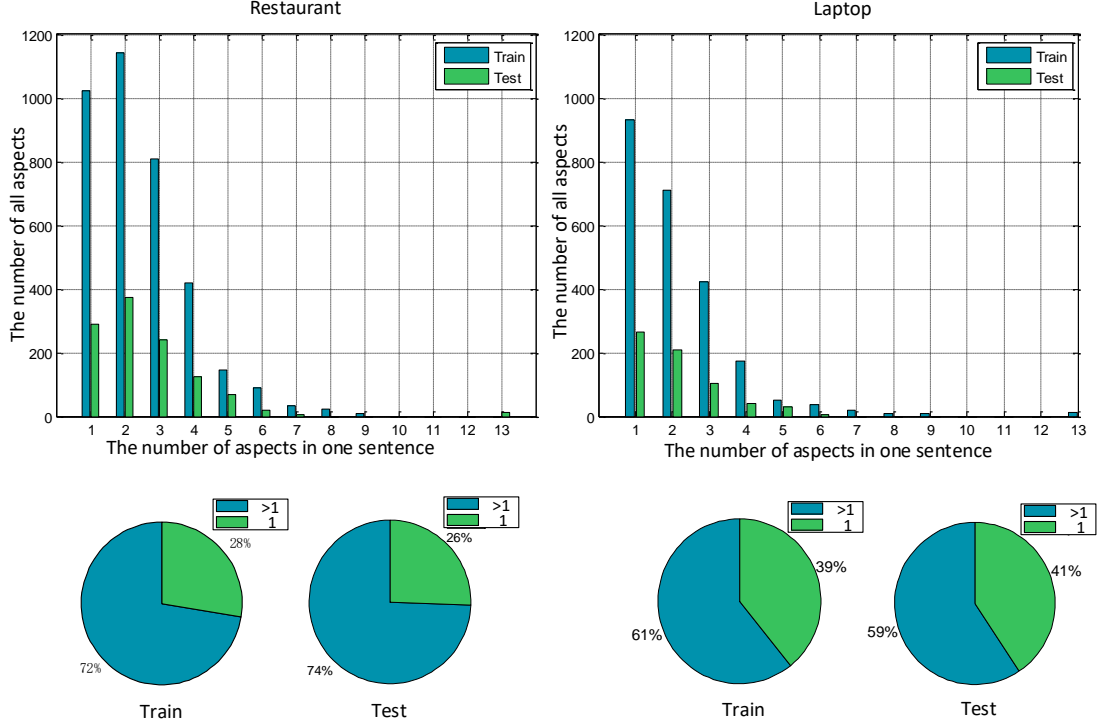 Restaurant
Laptop
1200
1000
800
600
400
200
0
The number of all aspects
Train
Test
1 2 3 4 5 6 7 8 9 10 11 12 13
The number of aspects in one sentence
1200
1000
800
600
400
200
0
The number of all aspects
Train
Test
1 2 3 4 5 6 7 8 9 10 11 12 13
The number of aspects in one sentence
>1
1
28%
72%
Train
>1
1
26%
74%
Test
>1
1
39%
61%
Train
>1
1
41%
59%
Test